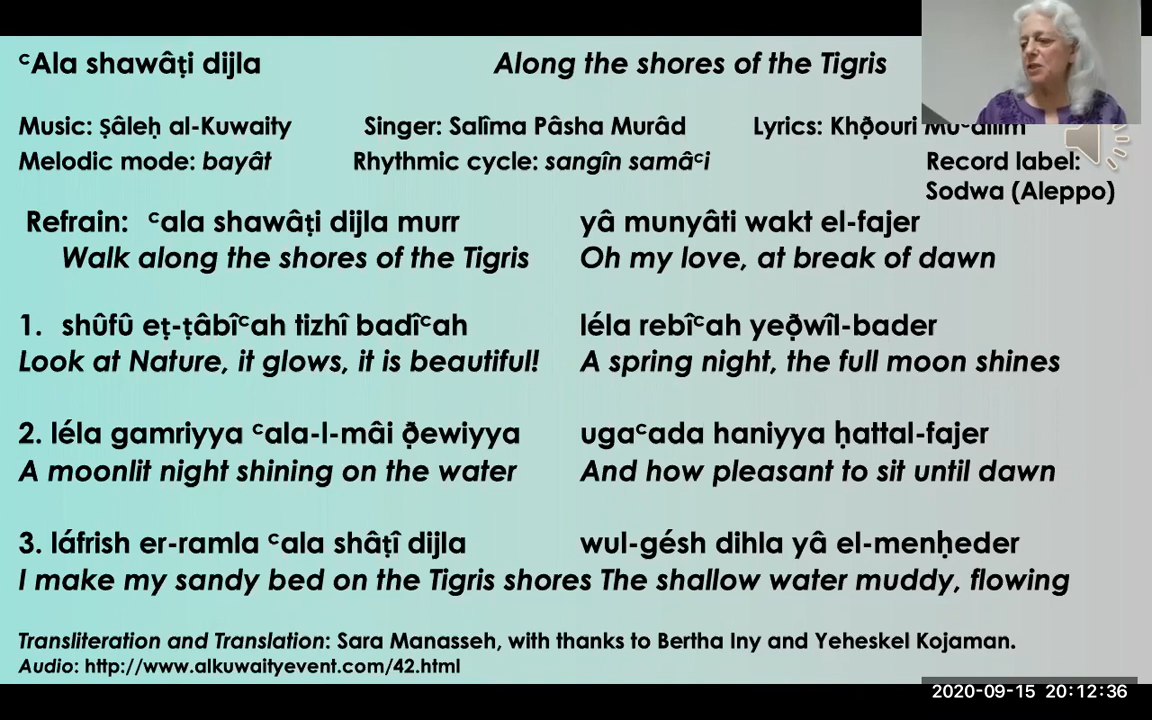 ᶜAla shawâṭi dijla Along the shores of the Tigris
Music: Ṣâleḥ al-Kuwaity Singer: Salîma Pâsha Murâd Lyrics: Khð̣ouri Muᶜallim
Melodic mode: bayât Rhythmic cycle: sangîn samâᶜi Record label:
Sodwa (Aleppo)
Refrain: ᶜala shawâṭi dijla murr yâ munyâti wakt el-fajer
Walk along the shores of the Tigris Oh my love, at break of dawn
1. shûfû eṭ-ṭâbîᶜah tizhî badîᶜah léla rebîᶜah yeð̣wîl-bader
Look at Nature, it glows, it is beautiful! A spring night, the full moon shines
2. léla gamriyya ᶜala-l-mâi ð̣ewiyya ugaᶜada haniyya ḥattal-fajer
A moonlit night shining on the water And how pleasant to sit until dawn
3. láfrish er-ramla ᶜala shâṭî dijla wul-gésh dihla yâ el-menḥeder
I make my sandy bed on the Tigris shores The shallow water muddy, flowing
Transliteration and Translation: Sara Manasseh, with thanks to Bertha Iny and Yeheskel Kojaman.
Audio: http://www.alkuwaityevent.com/42.html
2020-09-15 20:12:36